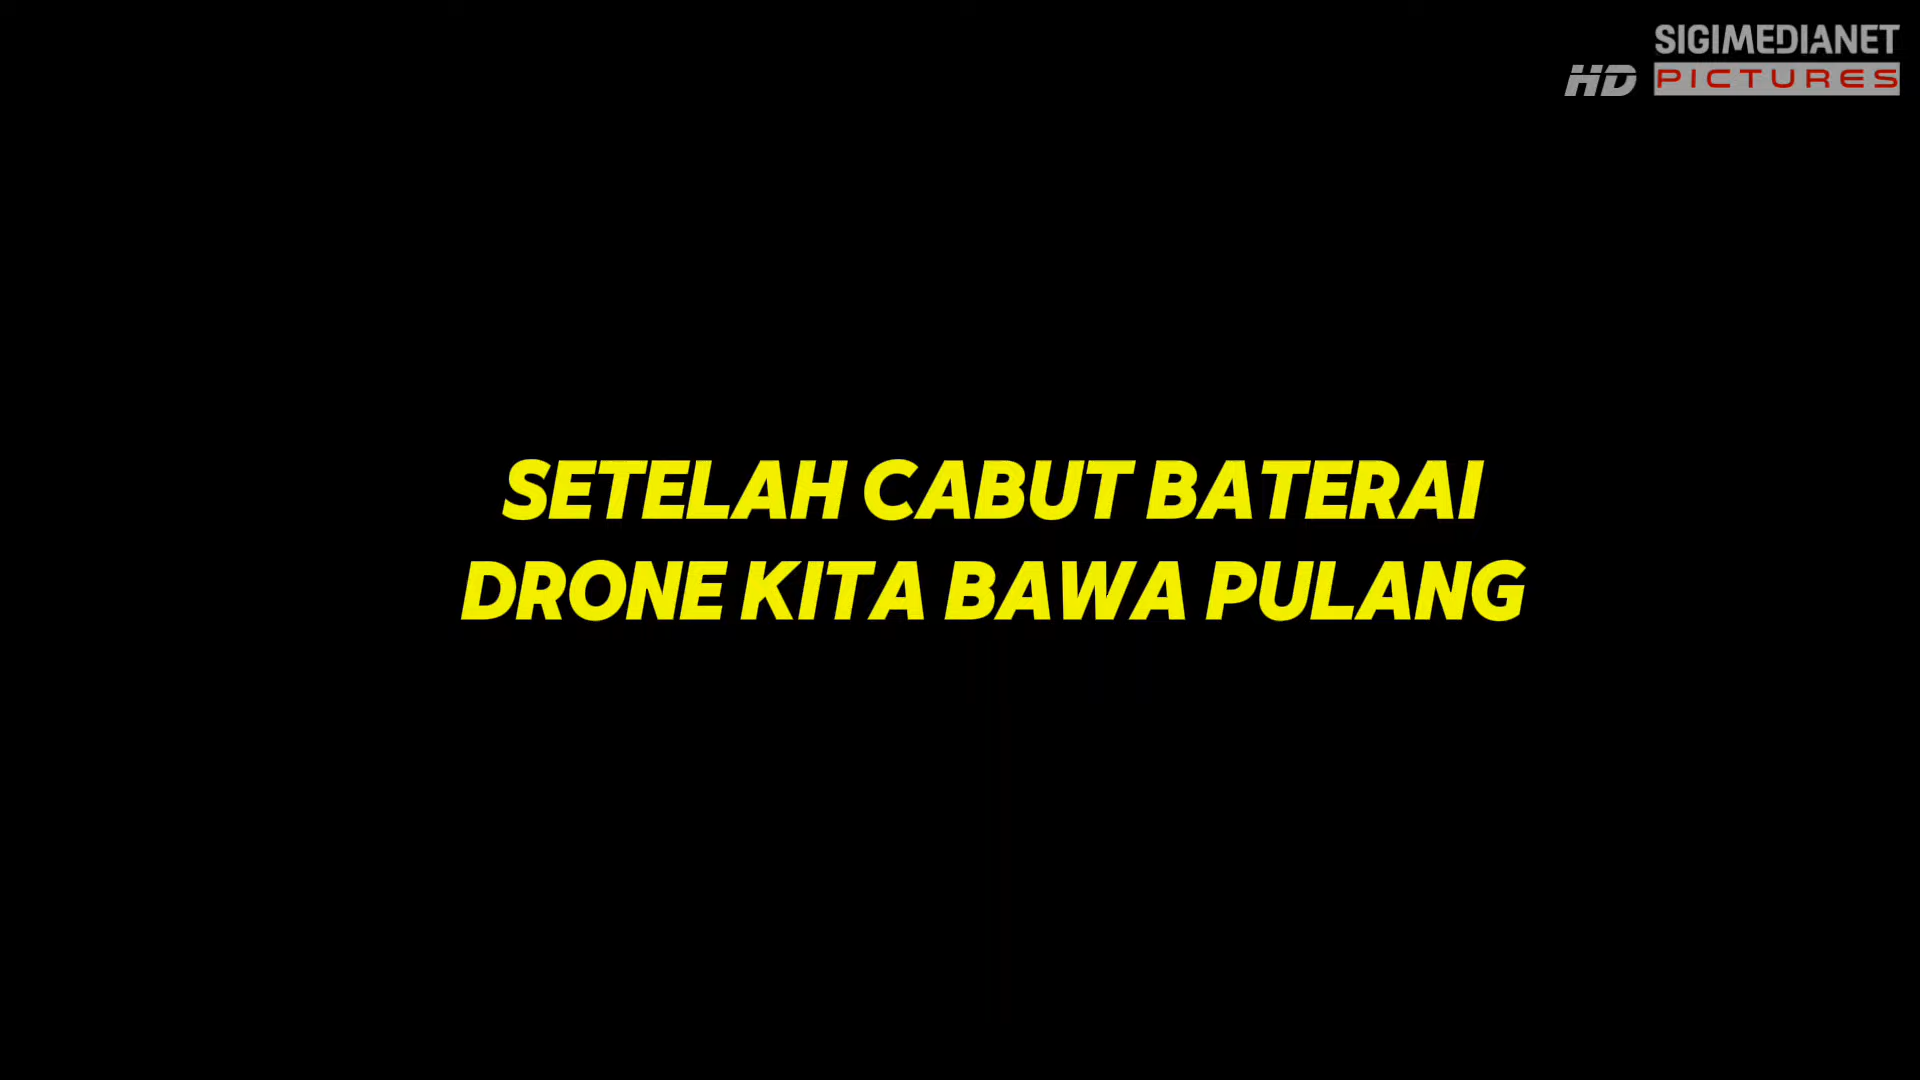 SIGIMEDIANET
HD PICTURES
SETELAH CABUT BATERAI
DRONE KITA BAWA PULANG